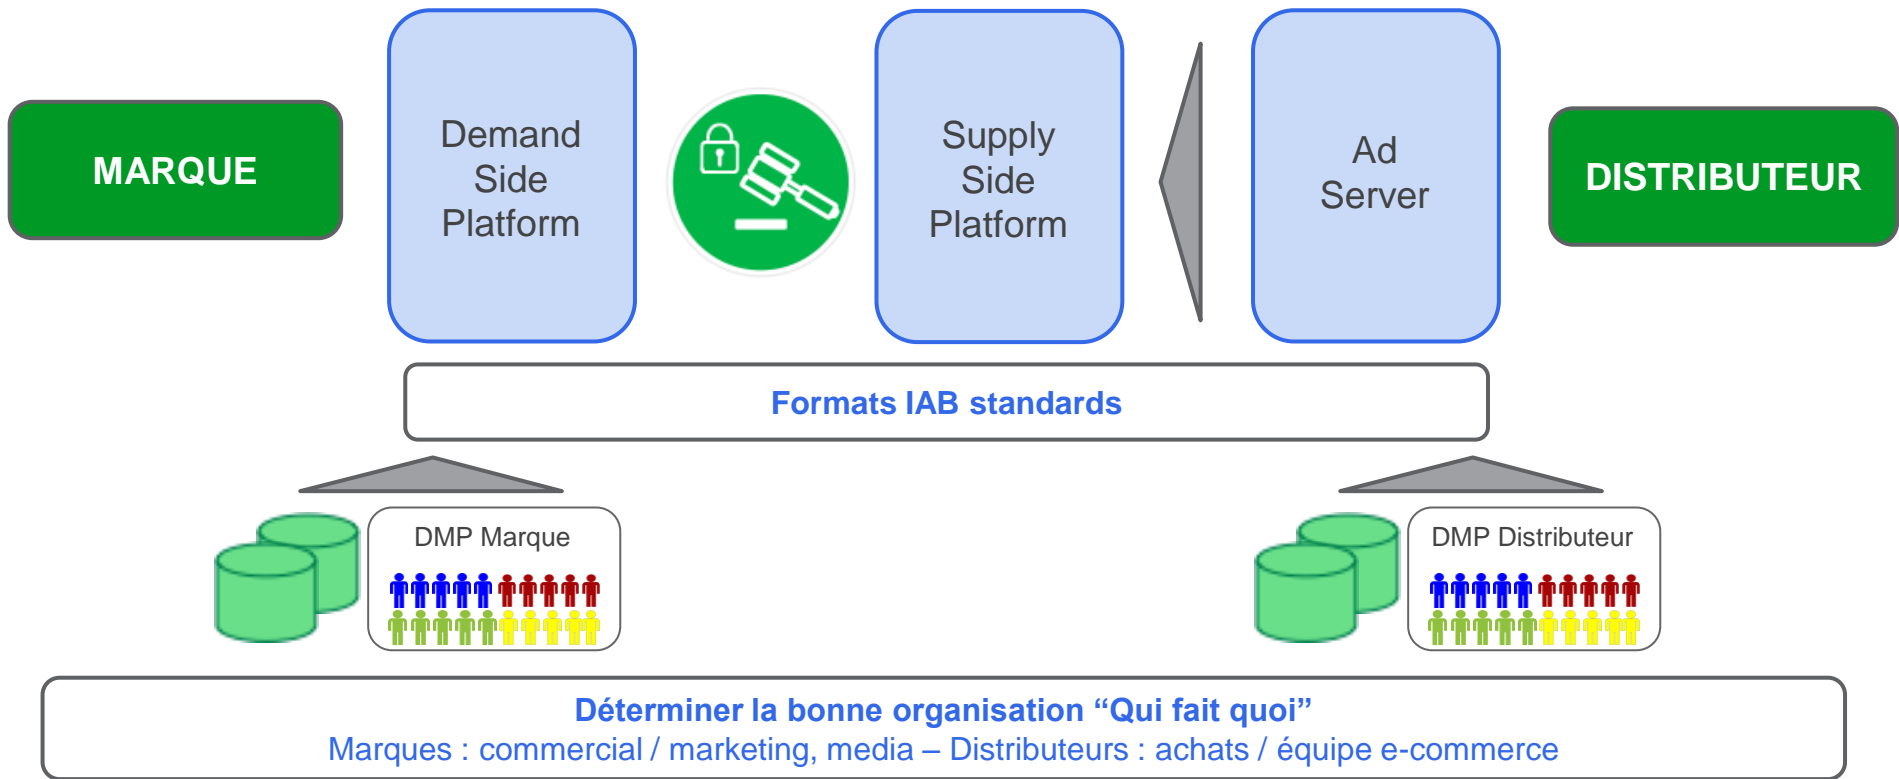 MARQUE
Demand
Side
Platform
Supply
Side
Platform
Ad
Server
DISTRIBUTEUR
Formats IAB standards
DMP Marque
DMP Distributeur
Déterminer la bonne organisation “Qui fait quoi”
Marques : commercial / marketing, media – Distributeurs : achats / équipe e-commerce